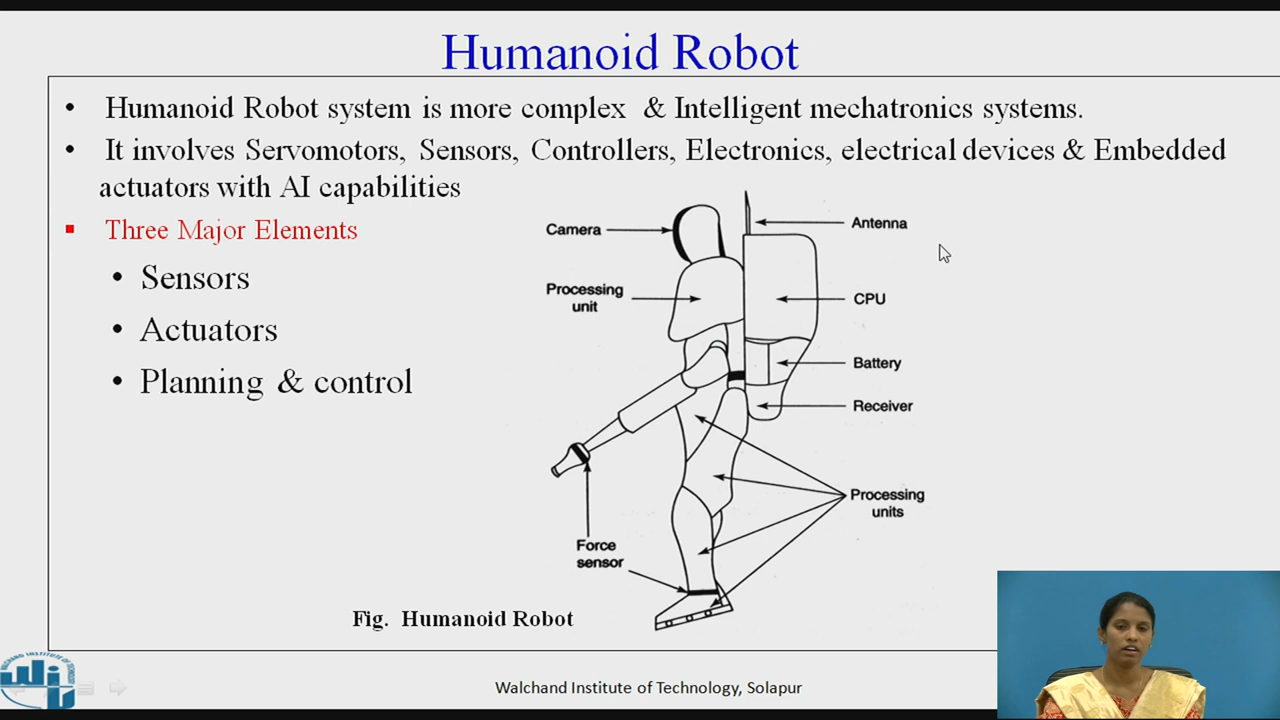 Humanoid Robot
• Humanoid Robot system is more complex & Intelligent mechatronics systems.
• It involves Servomotors, Sensors, Controllers, Electronics, electrical devices & Embedded
actuators with AI capabilities
▪ Three Major Elements
• Sensors
• Actuators
• Planning & control
Camera
Antenna
Processing
unit
CPU
Battery
Receiver
Processing
units
Force
sensor
Fig. Humanoid Robot
Walchand Institute of Technology, Solapur